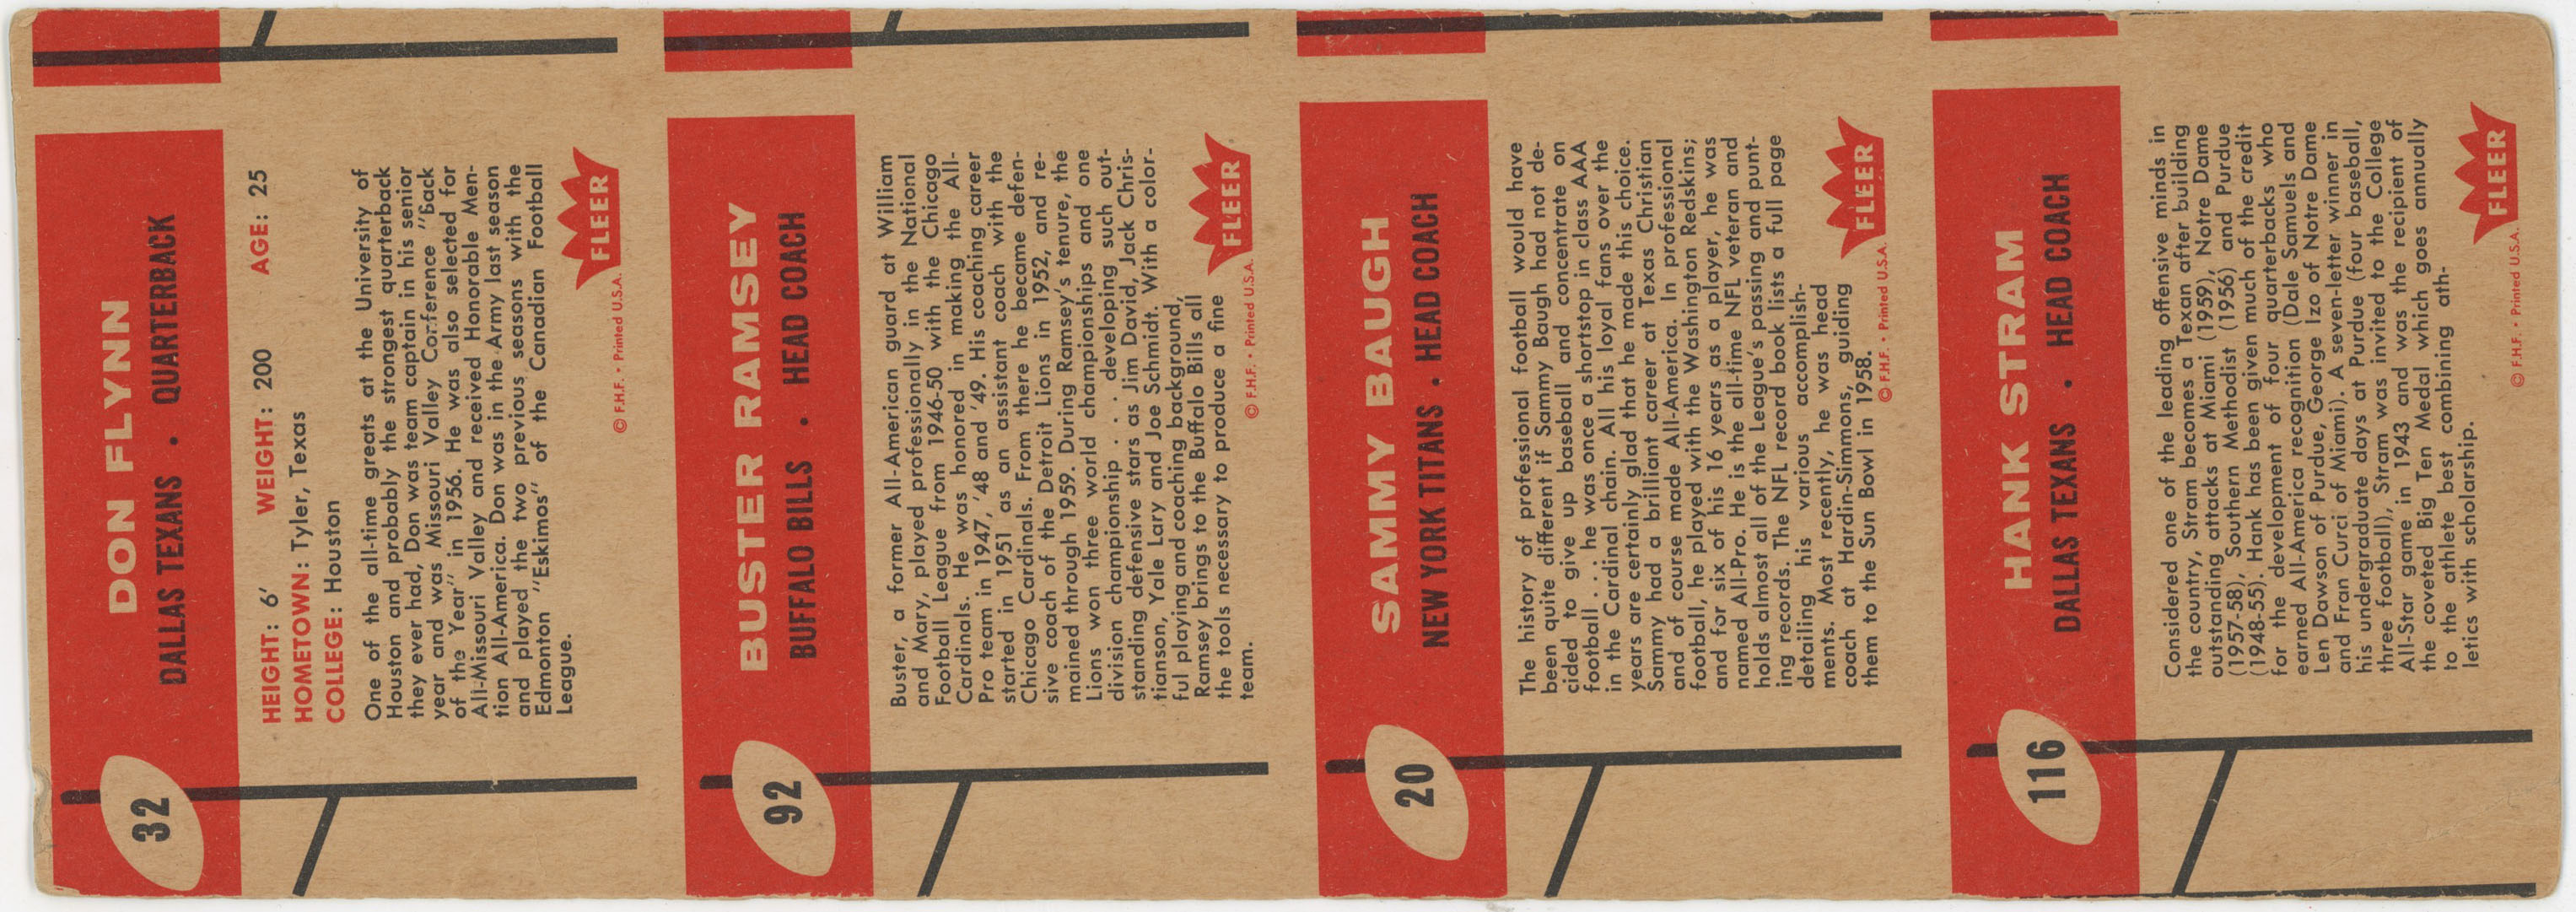 32
DON FLYNN
DALLAS TEXANS • QUARTERBACK
HEIGHT: 6' WEIGHT: 200 AGE: 25
HOMETOWN: Tyler, Texas
COLLEGE: Houston
One of the all-time greats at the University of
Houston and probably the strongest quarterback
they ever had, Don was team captain in his senior
year and was Missouri Valley Conference "Back
of the Year" in 1956. He was also selected for
All-Missouri Valley and received Honorable Men-
tion All-America. Don was in the Army last season
and played the two previous seasons with the
Edmonton "Eskimos" of the Canadian Football
League.
FLEER
© F.H.F. • Printed U.S.A.
92
BUSTER RAMSEY
BUFFALO BILLS • HEAD COACH
Buster, a former All-American guard at William
and Mary, played professionally in the National
Football League from 1946-50 with the Chicago
Cardinals. He was honored in making the All-
Pro team in 1947, '48 and '49. His coaching career
started in 1951 as an assistant coach with the
Chicago Cardinals. From there he became defen-
sive coach of the Detroit Lions in 1952, and re-
mained through 1959. During Ramsey's tenure, the
Lions won three world championships and one
division championship . . . developing such out-
standing defensive stars as Jim David, Jack Chris-
tianson, Yale Lary and Joe Schmidt. With a color-
ful playing and coaching background,
Ramsey brings to the Buffalo Bills all
the tools necessary to produce a fine
team.
FLEER
© F.H.F. • Printed U.S.A.
20
SAMMY BAUGH
NEW YORK TITANS • HEAD COACH
The history of professional football would have
been quite different if Sammy Baugh had not de-
cided to give up baseball and concentrate on
football . . . he was once a shortstop in class AAA
in the Cardinal chain. All his loyal fans over the
years are certainly glad that he made this choice.
Sammy had a brilliant career at Texas Christian
and of course made All-America. In professional
football, he played with the Washington Redskins;
and for six of his 16 years as a player, he was
named All-Pro. He is the all-time NFL veteran and
holds almost all of the League's passing and punt-
ing records. The NFL record book lists a full page
detailing his various accomplish-
ments. Most recently, he was head
coach at Hardin-Simmons, guiding
them to the Sun Bowl in 1958.
FLEER
© F.H.F. • Printed U.S.A.
116
HANK STRAM
DALLAS TEXANS • HEAD COACH
Considered one of the leading offensive minds in
the country, Stram becomes a Texan after building
outstanding attacks at Miami (1959), Notre Dame
(1957-58), Southern Methodist (1956) and Purdue
(1948-55). Hank has been given much of the credit
for the development of four quarterbacks who
earned All-America recognition (Dale Samuels and
Len Dawson of Purdue, George Izo of Notre Dame
and Fran Curci of Miami). A seven-letter winner in
his undergraduate days at Purdue (four baseball,
three football), Stram was invited to the College
All-Star game in 1943 and was the recipient of
the coveted Big Ten Medal which goes annually
to the athlete best combining ath-
letics with scholarship.
FLEER
© F.H.F. • Printed U.S.A.